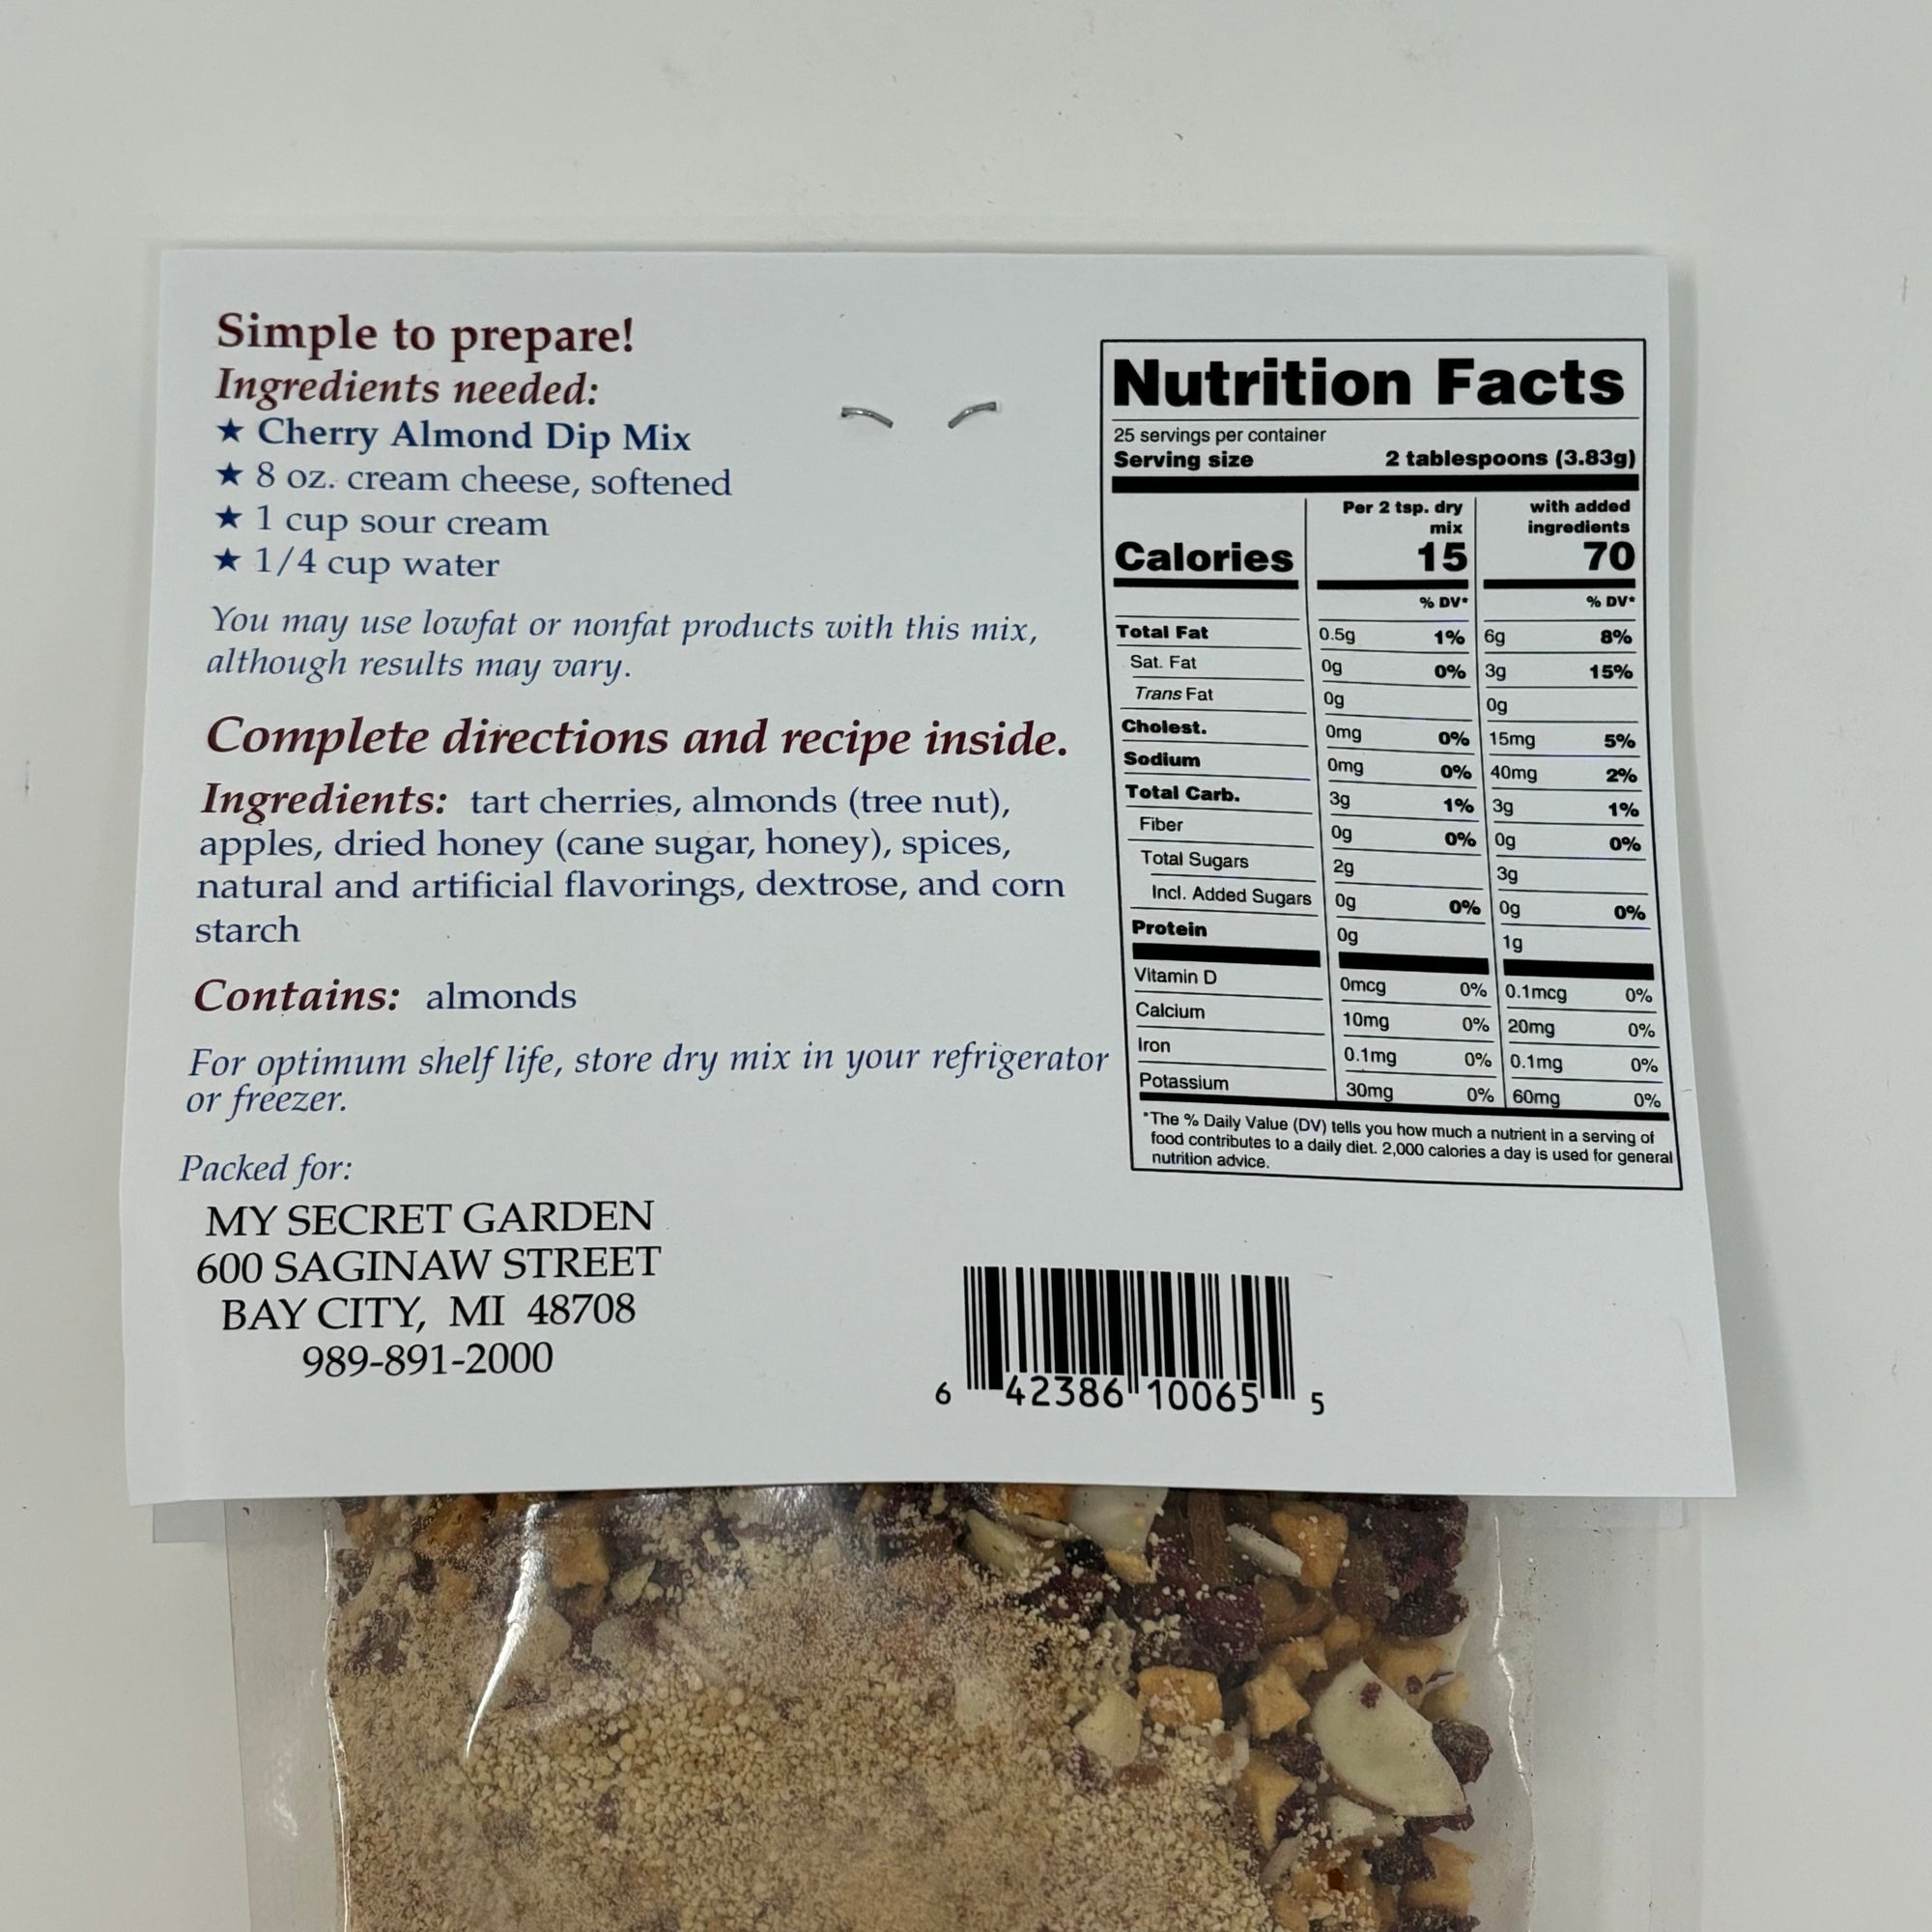 Simple to prepare!
Ingredients needed:
★ Cherry Almond Dip Mix
★ 8 oz. cream cheese, softened
★ 1 cup sour cream
★ 1/4 cup water
You may use lowfat or nonfat products with this mix,
although results may vary.
Complete directions and recipe inside.
Ingredients: tart cherries, almonds (tree nut),
apples, dried honey (cane sugar, honey), spices,
natural and artificial flavorings, dextrose, and corn
starch
Contains: almonds
For optimum shelf life, store dry mix in your refrigerator
or freezer.
Packed for:
MY SECRET GARDEN
600 SAGINAW STREET
BAY CITY, MI 48708
989-891-2000
Nutrition Facts
25 servings per container
Serving size 2 tablespoons (3.83g)
Per 2 tsp. dry mix with added ingredients
Calories 15 70
% DV* % DV*
Total Fat 0.5g 1% 6g 8%
Sat. Fat 0g 0% 3g 15%
Trans Fat 0g 0g
Cholest. 0mg 0% 15mg 5%
Sodium 0mg 0% 40mg 2%
Total Carb. 3g 1% 3g 1%
Fiber 0g 0% 0g 0%
Total Sugars 2g 3g
Incl. Added Sugars 0g 0% 0g 0%
Protein 0g 1g
Vitamin D 0mcg 0% 0.1mcg 0%
Calcium 10mg 0% 20mg 0%
Iron 0.1mg 0% 0.1mg 0%
Potassium 30mg 0% 60mg 0%
*The % Daily Value (DV) tells you how much a nutrient in a serving of
food contributes to a daily diet. 2,000 calories a day is used for general
nutrition advice.
6 42386 10065 5